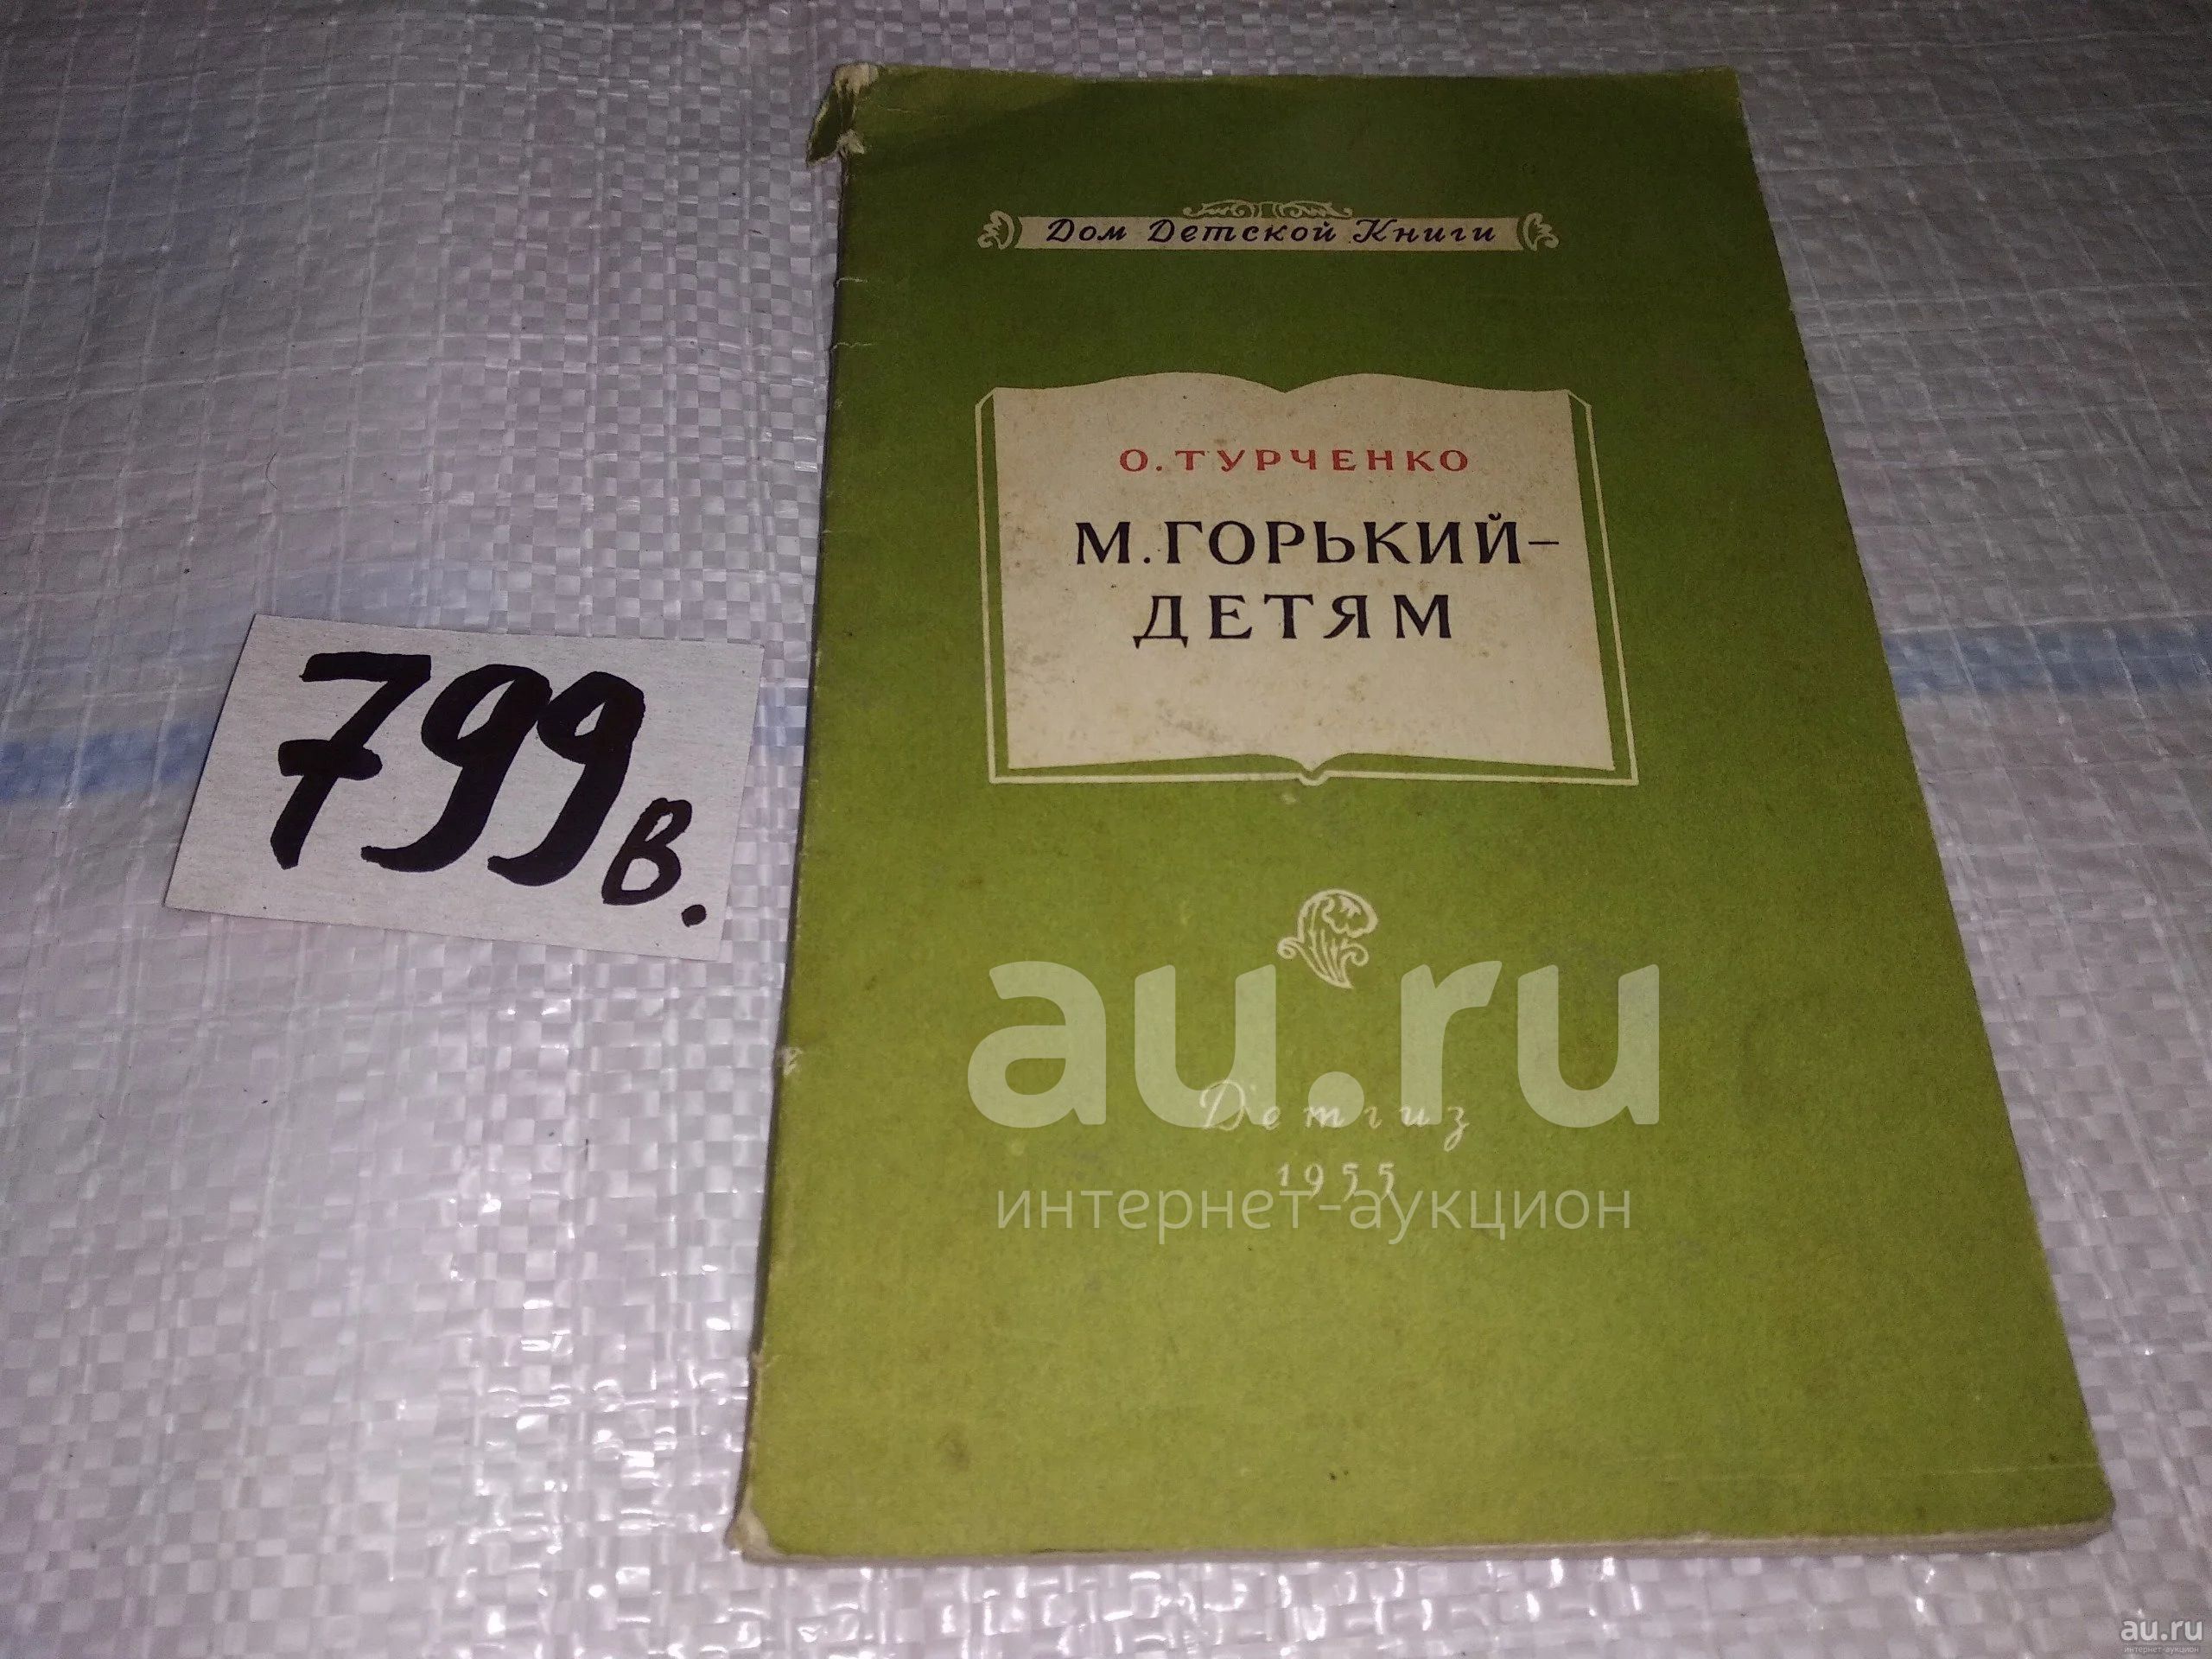 Дом Детской Книги
О. ТУРЧЕНКО
М. ГОРЬКИЙ-
ДЕТЯМ
799в.
au.ru
Детгиз
1955
интернет-аукцион
au.ru
интернет-аукцион